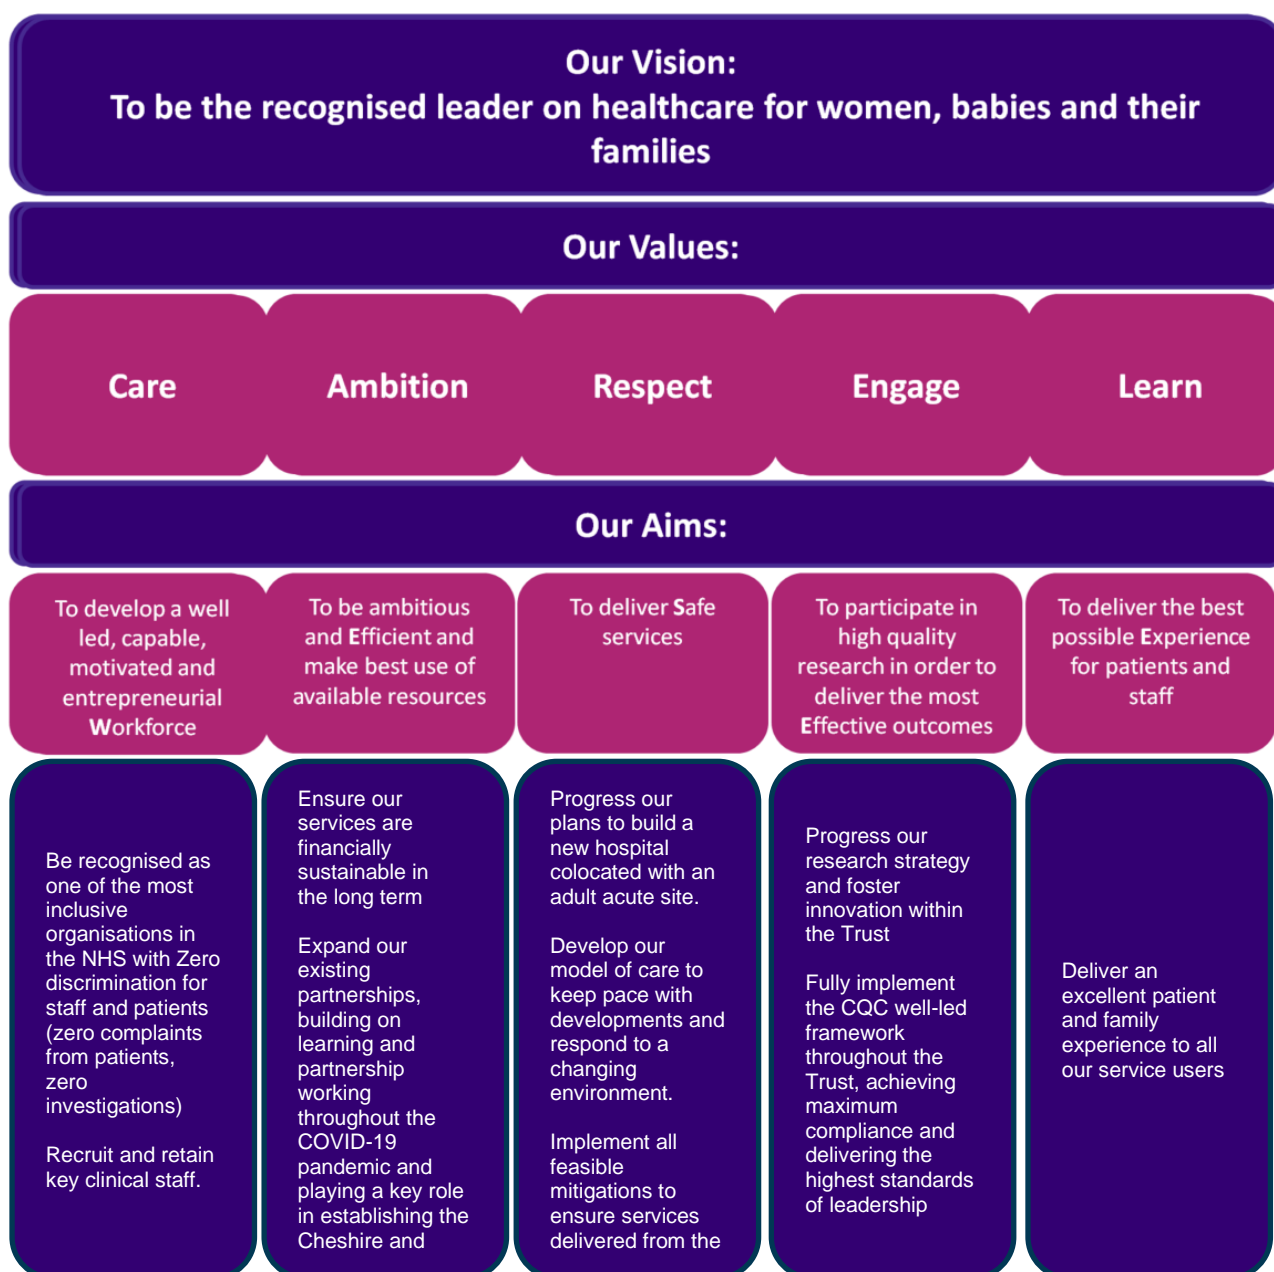 Our Vision:
To be the recognised leader on healthcare for women, babies and their
families
Our Values:
Care
Ambition
Respect
Engage
Learn
Our Aims:
To develop a well
led, capable,
motivated and
entrepreneurial
Workforce
To be ambitious
and Efficient and
make best use of
available resources
To deliver Safe
services
To participate in
high quality
research in order to
deliver the most
Effective outcomes
To deliver the best
possible Experience
for patients and
staff
Be recognised as
one of the most
inclusive
organisations in
the NHS with Zero
discrimination for
staff and patients
(zero complaints
from patients,
zero
investigations)
Recruit and retain
key clinical staff.
Ensure our
services are
financially
sustainable in
the long term
Expand our
existing
partnerships,
building on
learning and
partnership
working
throughout the
COVID-19
pandemic and
playing a key role
in establishing the
Cheshire and
Progress our
plans to build a
new hospital
colocated with an
adult acute site.
Develop our
model of care to
keep pace with
developments and
respond to a
changing
environment.
Implement all
feasible
mitigations to
ensure services
delivered from the
Progress our
research strategy
and foster
innovation within
the Trust
Fully implement
the CQC well-led
framework
throughout the
Trust, achieving
maximum
compliance and
delivering the
highest standards
of leadership
Deliver an
excellent patient
and family
experience to all
our service users